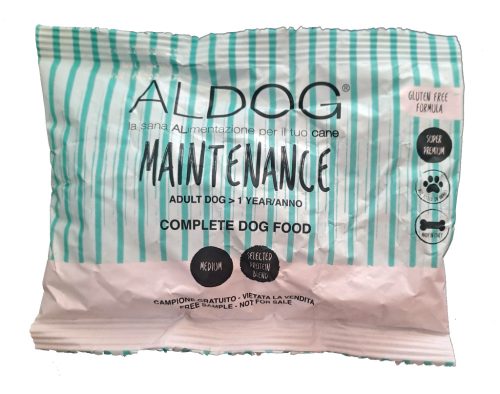 ALDOG®
la sana ALimentazione per il tuo cane
MAINTENANCE
ADULT DOG > 1 YEAR/ANNO
COMPLETE DOG FOOD
GLUTEN FREE
FORMULA
SUPER
PREMIUM
MEDIUM
SELECTED
PROTEIN
BLEND
CAMPIONE GRATUITO - VIETATA LA VENDITA
FREE SAMPLE - NOT FOR SALE